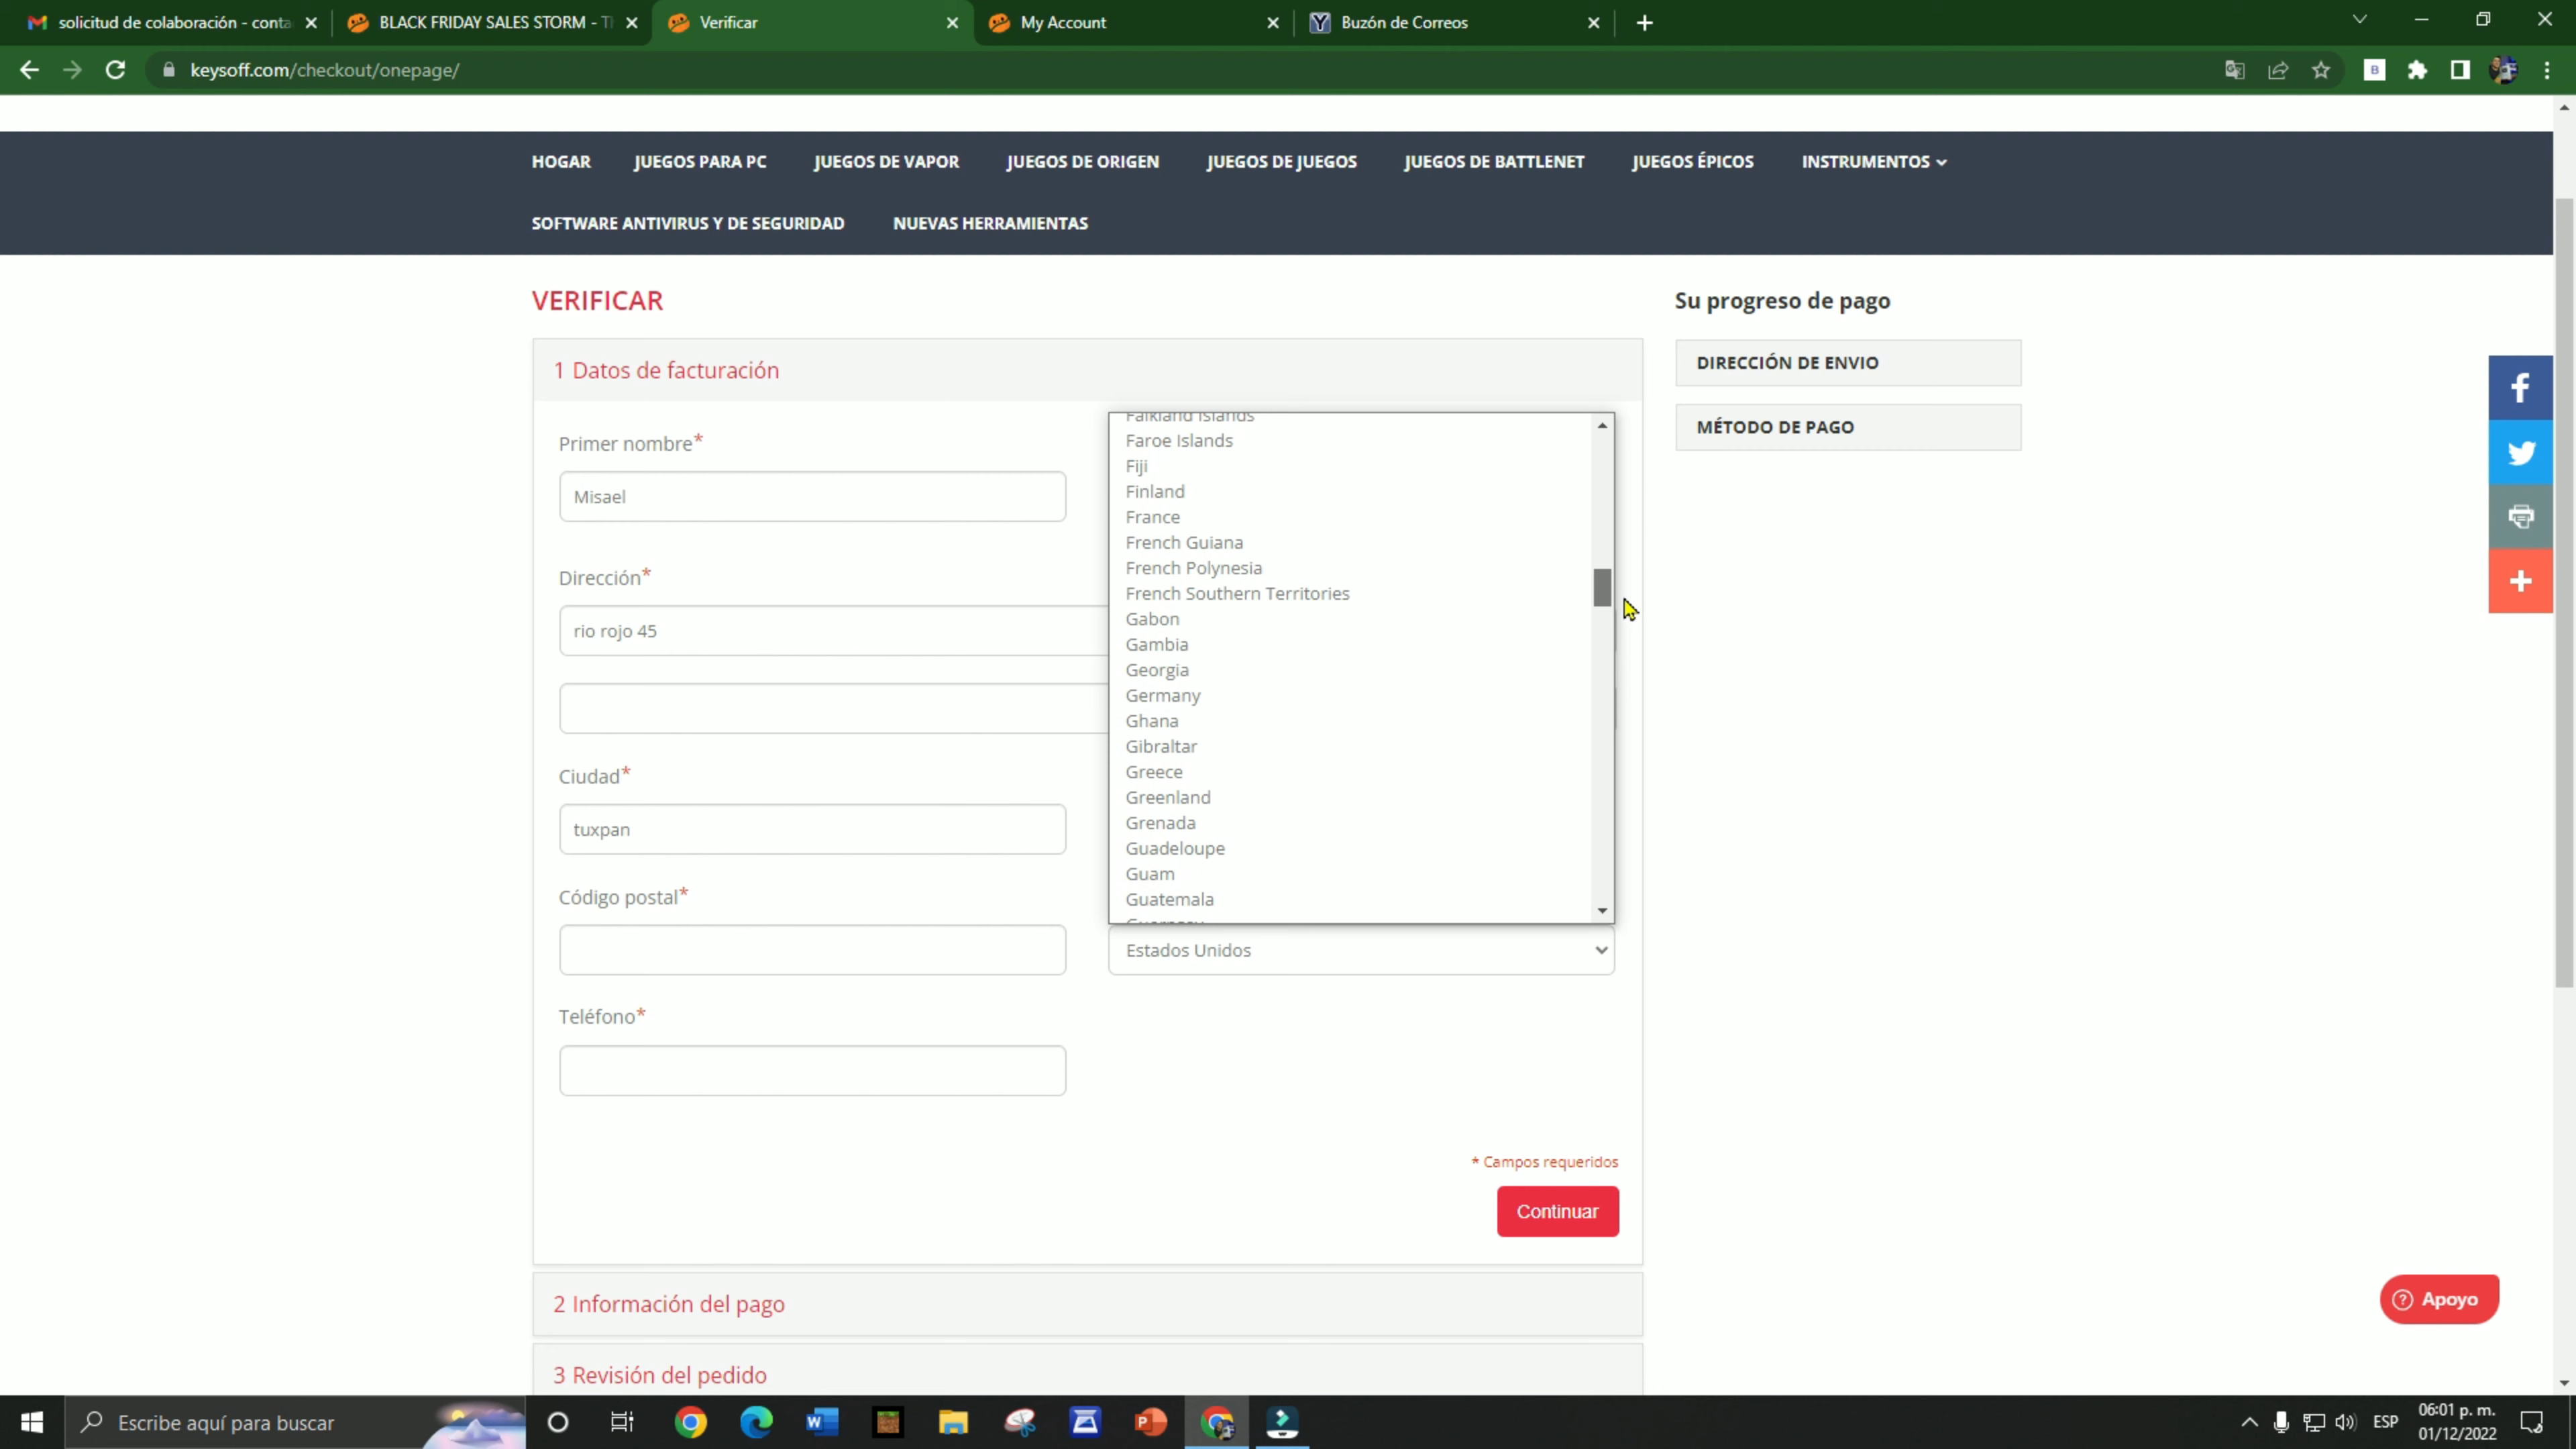 solicitud de colaboración - conta
BLACK FRIDAY SALES STORM - T
Verificar
My Account
Buzón de Correos
keysoff.com/checkout/onepage/
HOGAR
JUEGOS PARA PC
JUEGOS DE VAPOR
JUEGOS DE ORIGEN
JUEGOS DE JUEGOS
JUEGOS DE BATTLENET
JUEGOS ÉPICOS
INSTRUMENTOS
SOFTWARE ANTIVIRUS Y DE SEGURIDAD
NUEVAS HERRAMIENTAS
VERIFICAR
Su progreso de pago
1 Datos de facturación
DIRECCIÓN DE ENVIO
MÉTODO DE PAGO
Primer nombre*
Misael
Dirección*
rio rojo 45
Ciudad*
tuxpan
Código postal*
Teléfono*
Falkland Islands
Faroe Islands
Fiji
Finland
France
French Guiana
French Polynesia
French Southern Territories
Gabon
Gambia
Georgia
Germany
Ghana
Gibraltar
Greece
Greenland
Grenada
Guadeloupe
Guam
Guatemala
Estados Unidos
* Campos requeridos
Continuar
2 Información del pago
3 Revisión del pedido
Apoyo
Escribe aquí para buscar
ESP
06:01 p. m.
01/12/2022